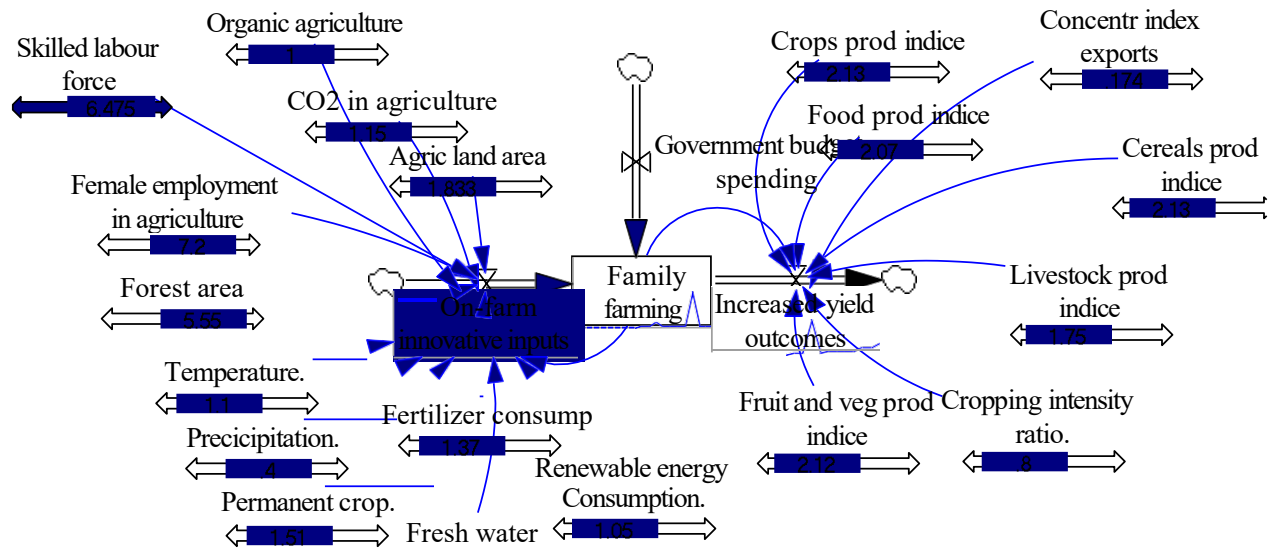 Organic agriculture
1
Skilled labour
force
6.475
CO2 in agriculture
1.15
Agric land area
1.833
Female employment
in agriculture
7.2
Forest area
5.55
Temperature.
1.1
Precicipitation.
.4
Permanent crop.
1.51
Fertilizer consump
1.37
Fresh water
Renewable energy
Consumption.
1.05
On-farm
innovative inputs
Family
farming
Government budget
spending
Increased yield
outcomes
Crops prod indice
2.13
Food prod indice
2.07
Concentr index
exports
.174
Cereals prod
indice
2.13
Livestock prod
indice
1.75
Fruit and veg prod
indice
2.12
Cropping intensity
ratio.
.8